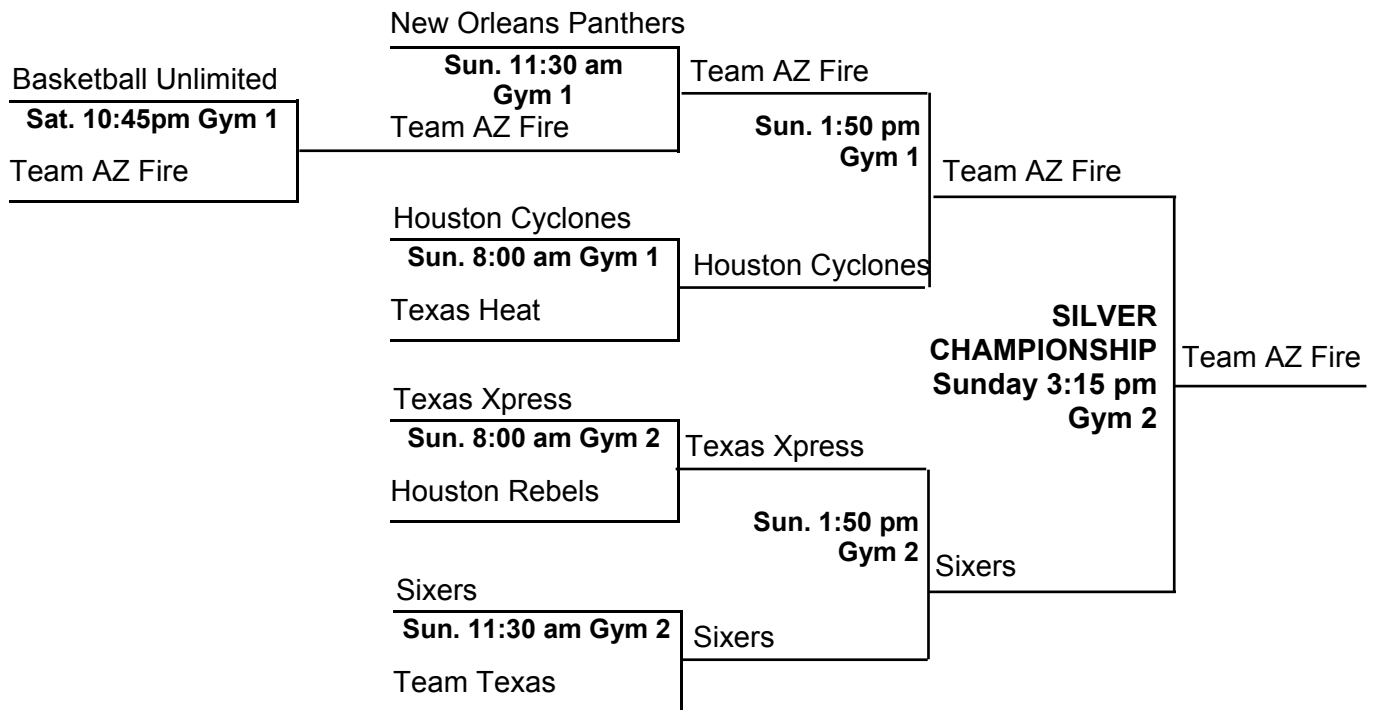 New Orleans Panthers
Basketball Unlimited
Sun. 11:30 am
Gym 1
Team AZ Fire
Sat. 10:45pm Gym 1
Team AZ Fire
Sun. 1:50 pm
Gym 1
Team AZ Fire
Team AZ Fire
Houston Cyclones
Sun. 8:00 am Gym 1
Houston Cyclones
Texas Heat
SILVER
CHAMPIONSHIP
Sunday 3:15 pm
Gym 2
Team AZ Fire
Texas Xpress
Sun. 8:00 am Gym 2
Texas Xpress
Houston Rebels
Sun. 1:50 pm
Gym 2
Sixers
Sixers
Sun. 11:30 am Gym 2
Sixers
Team Texas